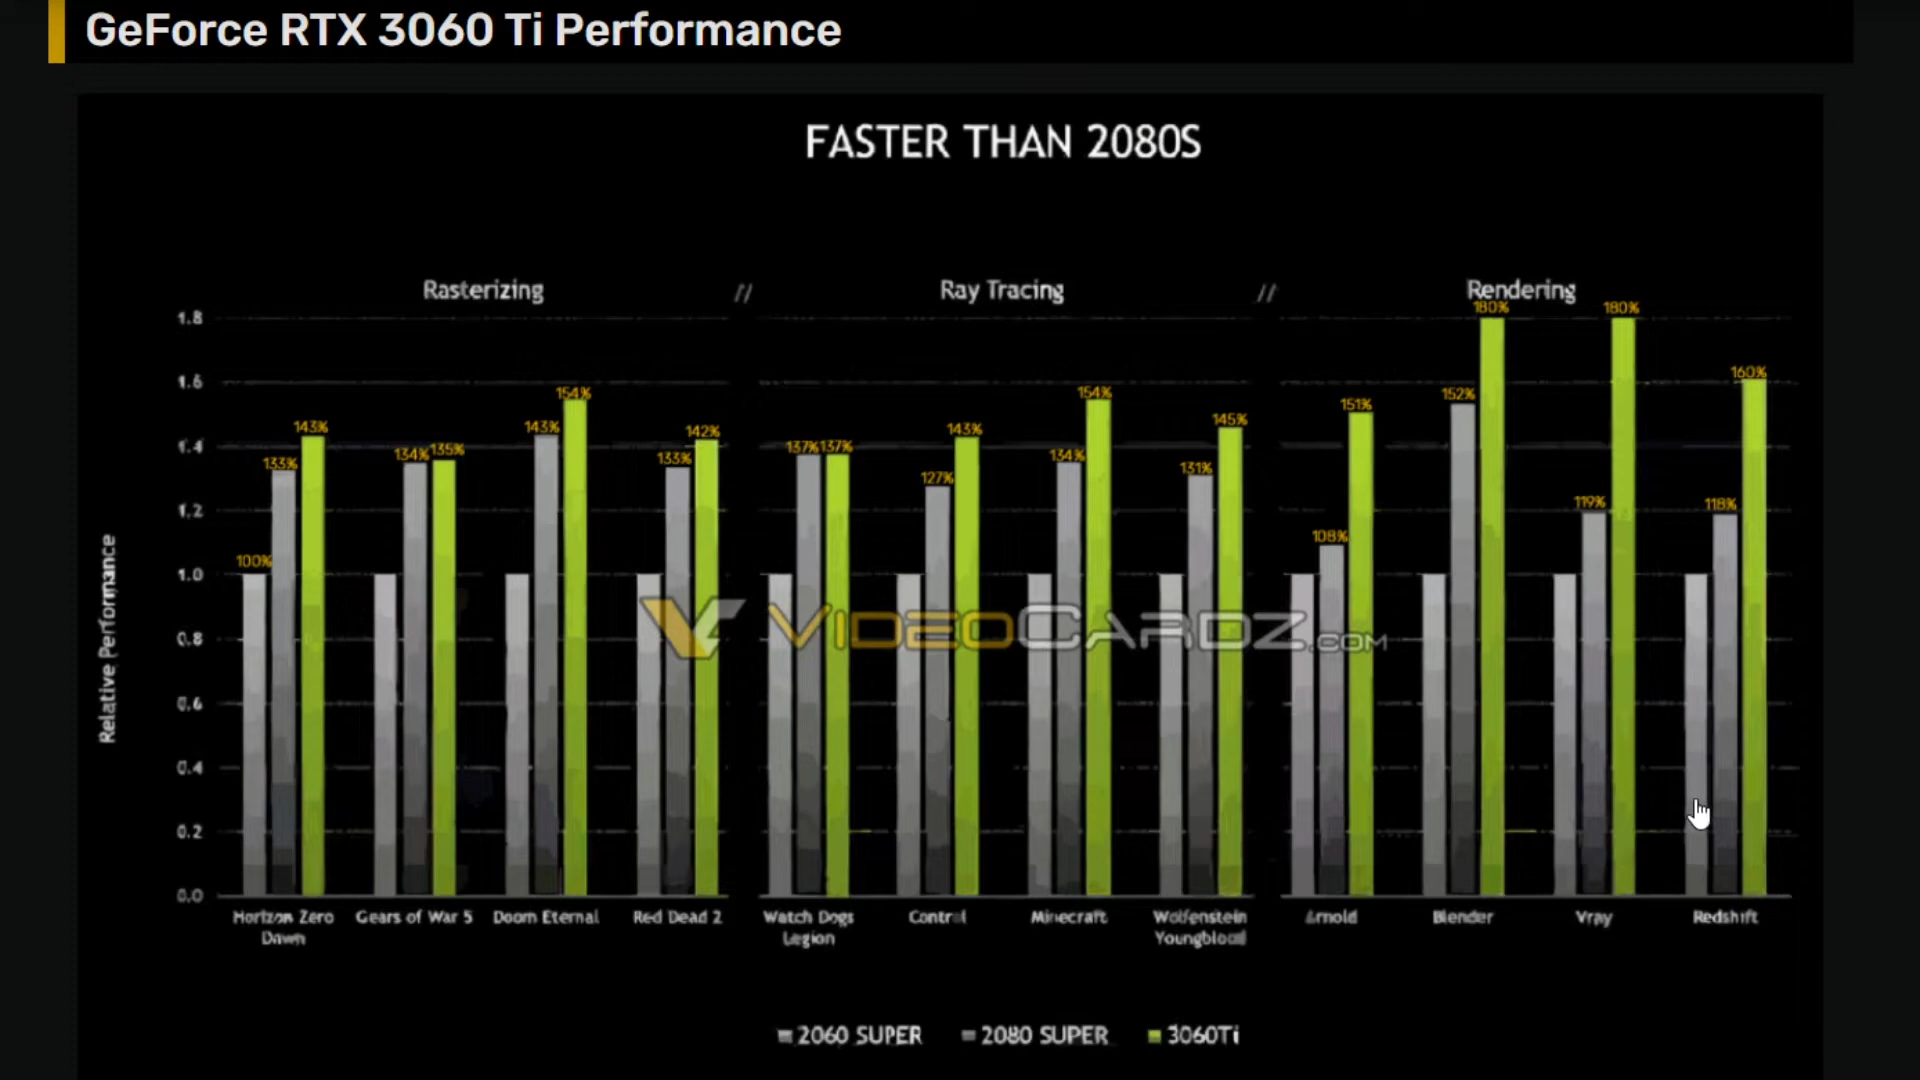 GeForce RTX 3060 Ti Performance
FASTER THAN 2080S
Rasterizing // Ray Tracing // Rendering
1.8
1.6
1.4
1.2
1.0
0.8
0.6
0.4
0.2
0.0
Relative Performance
100% 133% 143%
134% 135%
143% 154%
133% 142%
137% 137%
127% 143%
134% 154%
131% 145%
108% 151%
152% 180%
119% 180%
118% 160%
VIDEOCARDZ.COM
Horizon Zero Dawn
Gears of War 5
Doom Eternal
Red Dead 2
Watch Dogs Legion
Control
Minecraft
Wolfenstein Youngblood
Arnold
Blender
Vray
Redshift
2060 SUPER 2080 SUPER 3060Ti